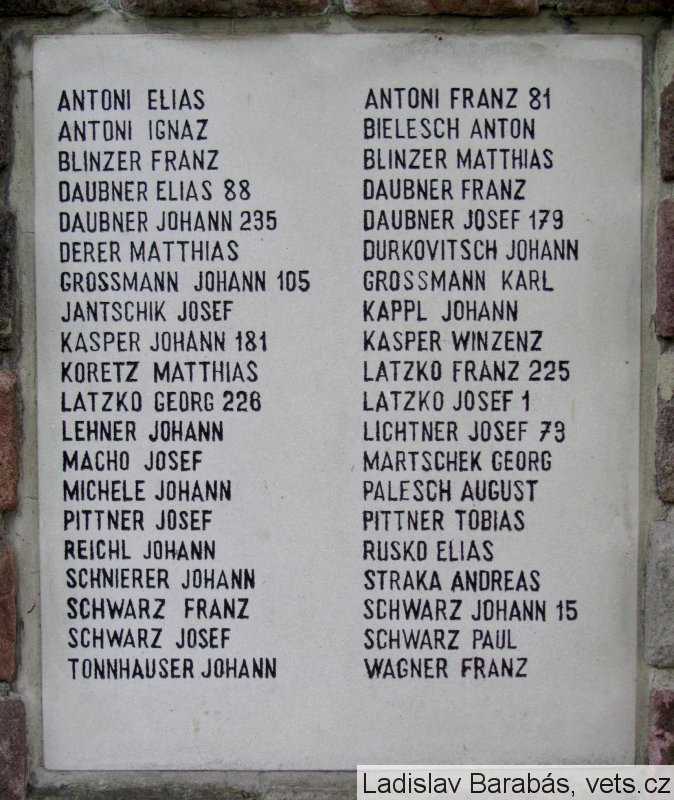 ANTONI ELIAS
ANTONI IGNAZ
BLINZER FRANZ
DAUBNER ELIAS 88
DAUBNER JOHANN 235
DERER MATTHIAS
GROSSMANN JOHANN 105
JANTSCHIK JOSEF
KASPER JOHANN 181
KORETZ MATTHIAS
LATZKO GEORG 226
LEHNER JOHANN
MACHO JOSEF
MICHELE JOHANN
PITTNER JOSEF
REICHL JOHANN
SCHNIERER JOHANN
SCHWARZ FRANZ
SCHWARZ JOSEF
TONNHAUSER JOHANN
ANTONI FRANZ 81
BIELESCH ANTON
BLINZER MATTHIAS
DAUBNER FRANZ
DAUBNER JOSEF 179
DURKOVITSCH JOHANN
GROSSMANN KARL
KAPPL JOHANN
KASPER WINZENZ
LATZKO FRANZ 225
LATZKO JOSEF 1
LICHTNER JOSEF 79
MARTSCHEK GEORG
PALESCH AUGUST
PITTNER TOBIAS
RUSKO ELIAS
STRAKA ANDREAS
SCHWARZ JOHANN 15
SCHWARZ PAUL
WAGNER FRANZ
Ladislav Barabás, vets.cz